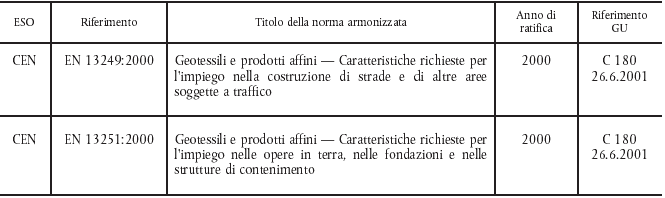 ESO Riferimento Titolo della norma armonizzata Anno di ratifica Riferimento GU
CEN EN 13249:2000 Geotessili e prodotti affini — Caratteristiche richieste per 2000 C 180
l'impiego nella costruzione di strade e di altre aree 26.6.2001
soggette a traffico
CEN EN 13251:2000 Geotessili e prodotti affini — Caratteristiche richieste per 2000 C 180
l'impiego nelle opere in terra, nelle fondazioni e nelle 26.6.2001
strutture di contenimento